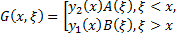 G(x, ξ) = { y₂(x)A(ξ), ξ < x,
y₁(x)B(ξ), ξ < x,